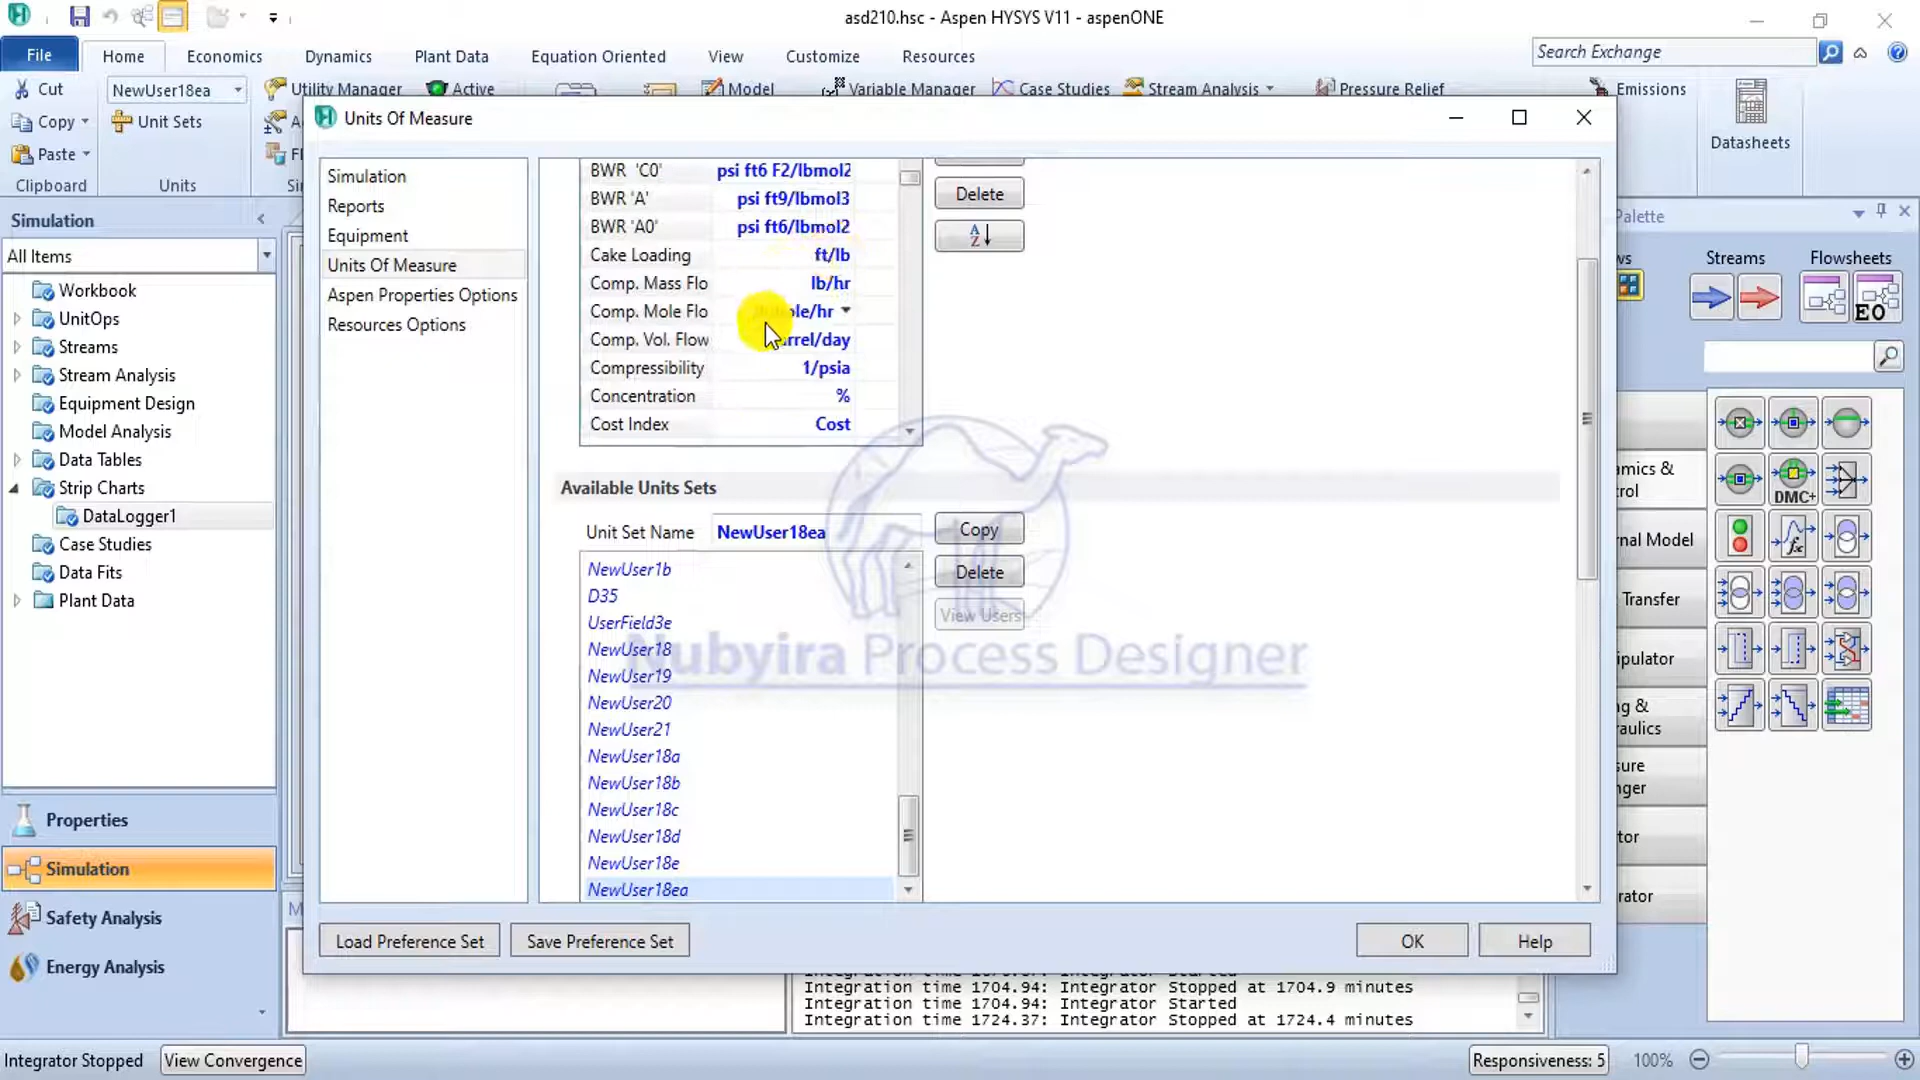 asd210.hsc - Aspen HYSYS V11 - aspenONE
File
Home
Economics
Dynamics
Plant Data
Equation Oriented
View
Customize
Resources
Search Exchange
Cut
NewUser18ea
Utility Manager
Active
Model
Variable Manager
Case Studies
Stream Analysis
Pressure Relief
Emissions
Copy
Unit Sets
Paste
Datasheets
Clipboard
Units
Units Of Measure
Simulation
All Items
Workbook
UnitOps
Streams
Stream Analysis
Equipment Design
Model Analysis
Data Tables
Strip Charts
DataLogger1
Case Studies
Data Fits
Plant Data
Properties
Simulation
Safety Analysis
Energy Analysis
Simulation
Reports
Equipment
Units Of Measure
Aspen Properties Options
Resources Options
BWR 'C0' psi ft6 F2/lbmol2
BWR 'A' psi ft9/lbmol3
BWR 'A0' psi ft6/lbmol2
Cake Loading ft/lb
Comp. Mass Flo lb/hr
Comp. Mole Flo
Comp. Vol. Flow
Compressibility 1/psia
Concentration %
Cost Index Cost
Delete
A
Z
Available Units Sets
Unit Set Name NewUser18ea
Copy
Delete
View Users
NewUser1b
D35
UserField3e
NewUser18
NewUser19
NewUser20
NewUser21
NewUser18a
NewUser18b
NewUser18c
NewUser18d
NewUser18e
NewUser18ea
Nubyira Process Designer
Load Preference Set
Save Preference Set
OK
Help
Palette
Streams
Flowsheets
EO
DMC+
Integration time 1704.94: Integrator Stopped at 1704.9 minutes
Integration time 1704.94: Integrator Started
Integration time 1724.37: Integrator Stopped at 1724.4 minutes
Integrator Stopped
View Convergence
Responsiveness: 5
100%